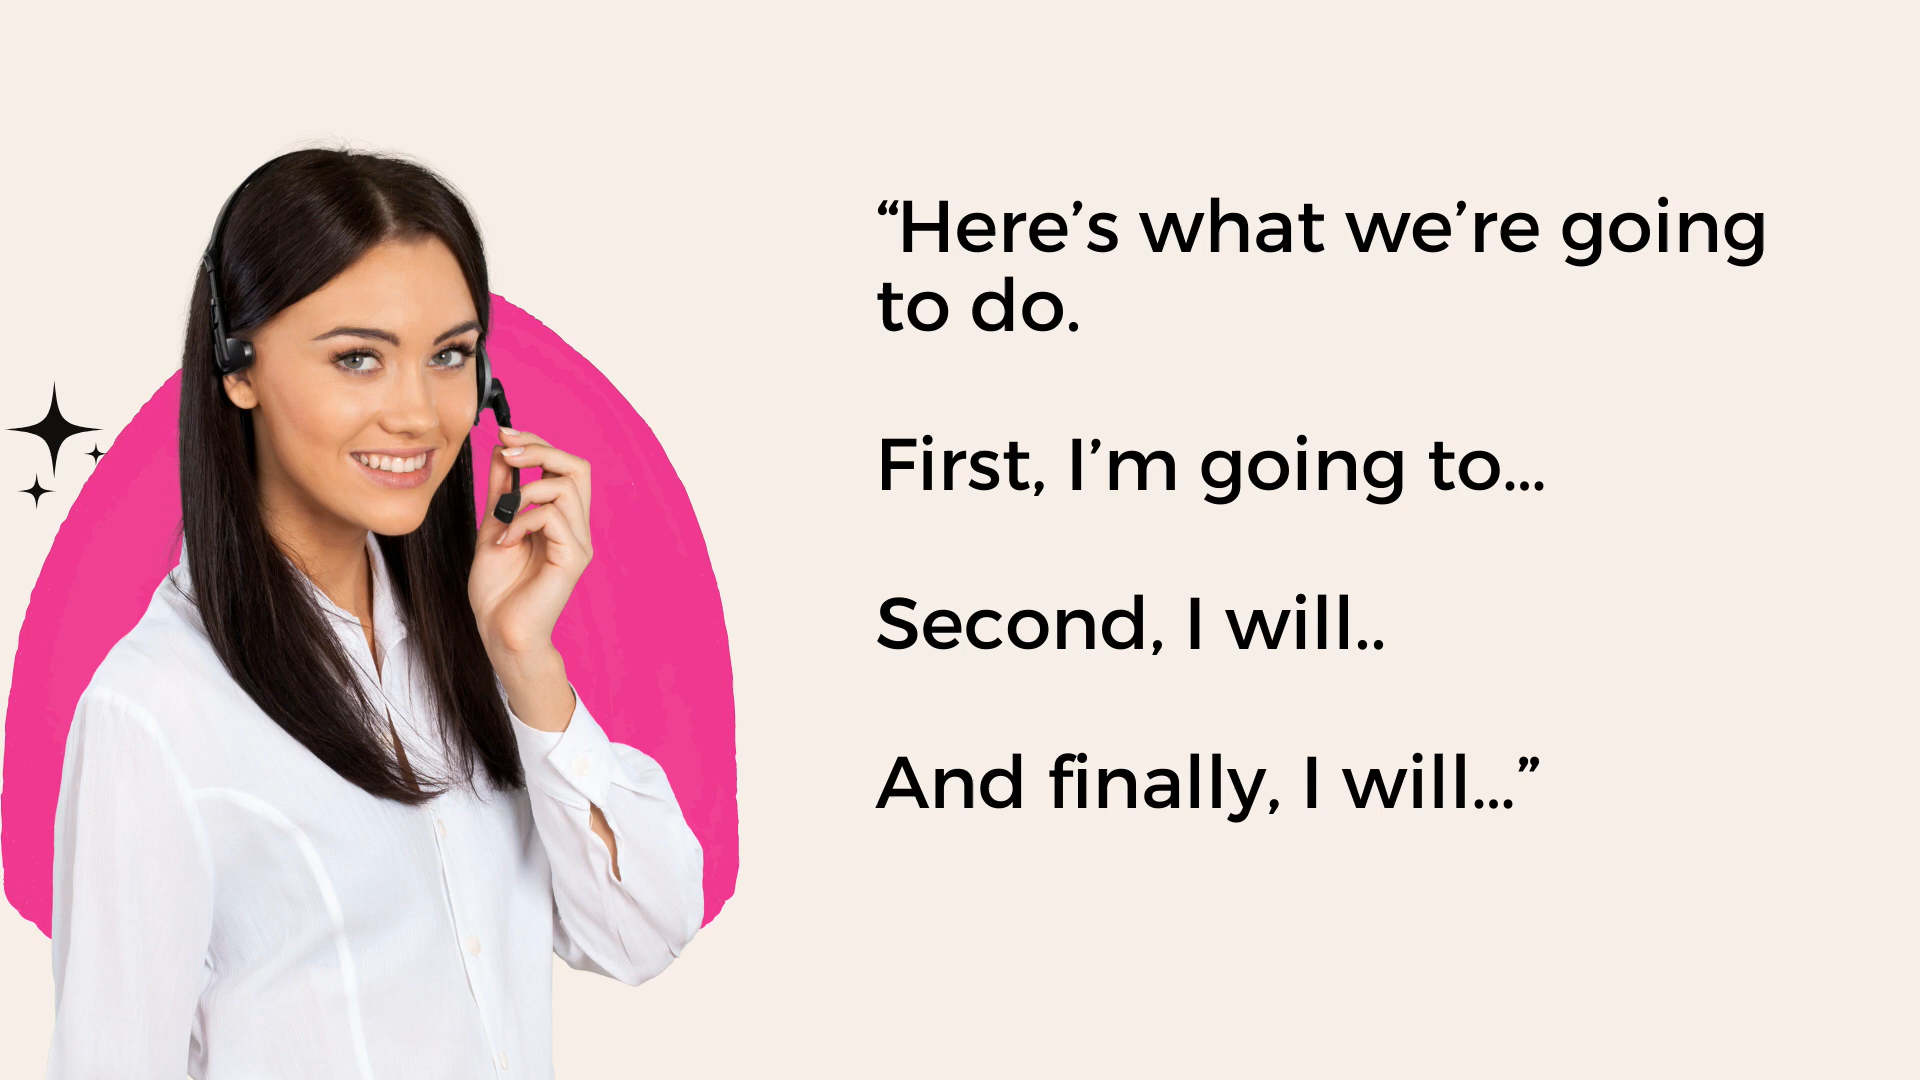 “Here’s what we’re going
to do.
First, I’m going to...
Second, I will..
And finally, I will...”